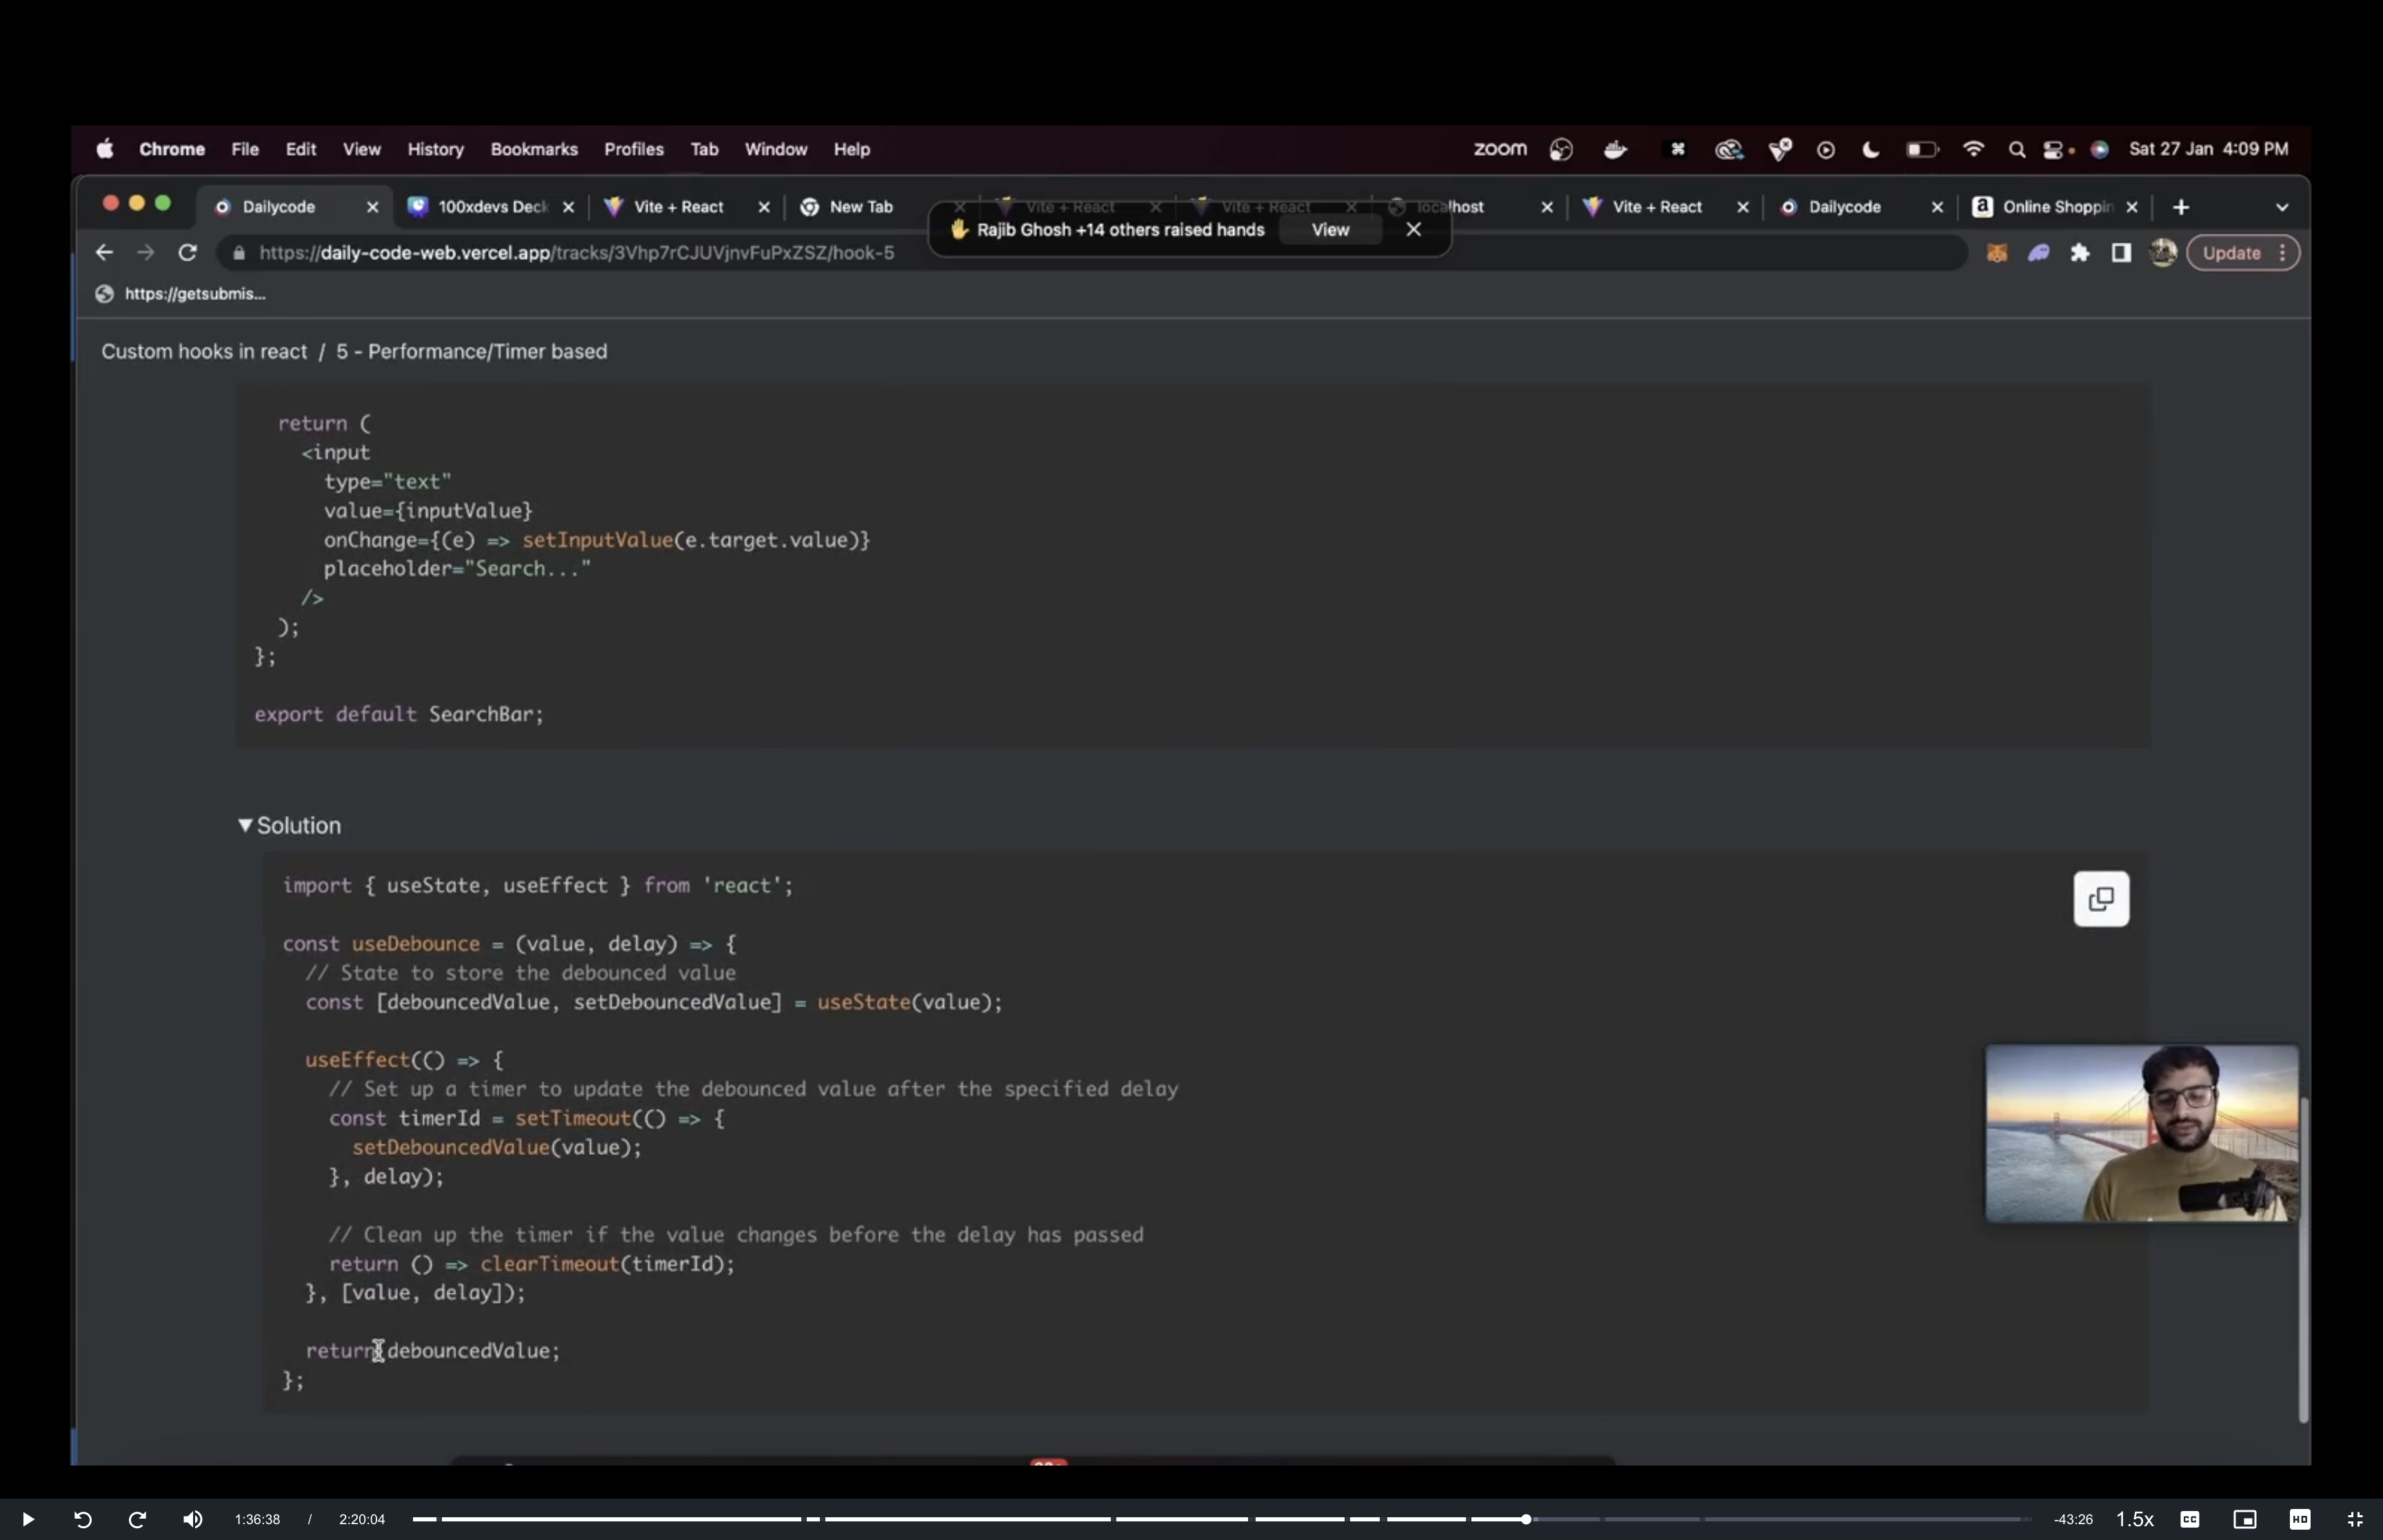 Chrome File Edit View History Bookmarks Profiles Tab Window Help zoom Sat 27 Jan 4:09 PM
Dailycode 100xdevs Deck Vite + React New Tab Vite + React Vite + React localhost Vite + React Dailycode Online Shoppin
Rajib Ghosh +14 others raised hands View
https://daily-code-web.vercel.app/tracks/3Vhp7rCJUVjnvFuPxZSZ/hook-5 Update
https://getsubmis...
Custom hooks in react / 5 - Performance/Timer based
return (
<input
type="text"
value={inputValue}
onChange={(e) => setInputValue(e.target.value)}
placeholder="Search..."
/>
);
};
export default SearchBar;
▼Solution
import { useState, useEffect } from 'react';
const useDebounce = (value, delay) => {
// State to store the debounced value
const [debouncedValue, setDebouncedValue] = useState(value);
useEffect(() => {
// Set up a timer to update the debounced value after the specified delay
const timerId = setTimeout(() => {
setDebouncedValue(value);
}, delay);
// Clean up the timer if the value changes before the delay has passed
return () => clearTimeout(timerId);
}, [value, delay]);
return debouncedValue;
};
1:36:38 / 2:20:04 -43:26 1.5x CC HD